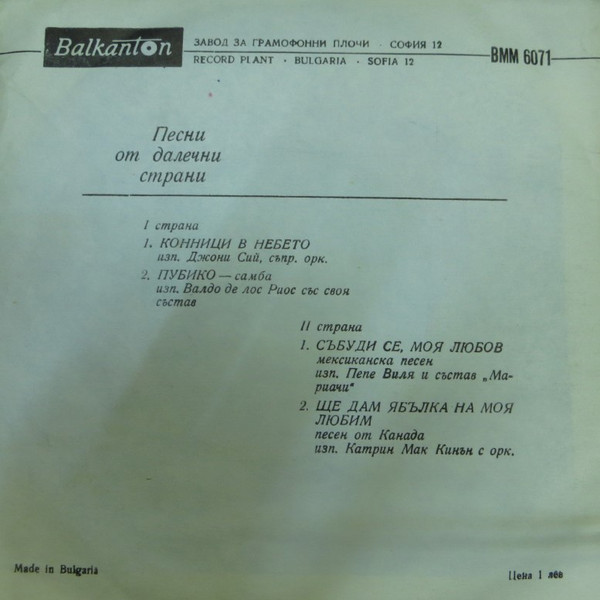 Balkanton
ЗАВОД ЗА ГРАМОФОННИ ПЛОЧИ · СОФИЯ 12
RECORD PLANT · BULGARIA · SOFIA 12
ВММ 6071
Песни
от далечни
страни
I страна
1. КОННИЦИ В НЕБЕТО
изп. Джони Сий, съпр. орк.
2. ПУБИКО — самба
изп. Валдо де лос Риос със своя
състав
II страна
1. СЪБУДИ СЕ, МОЯ ЛЮБОВ
мексиканска песен
изп. Пепе Виля и състав „Ма-
риачи"
2. ЩЕ ДАМ ЯБЪЛКА НА МОЯ
ЛЮБИМ
песен от Канада
изп. Катрин Мак Кинън с орк.
Made in Bulgaria
Цена 1 лев